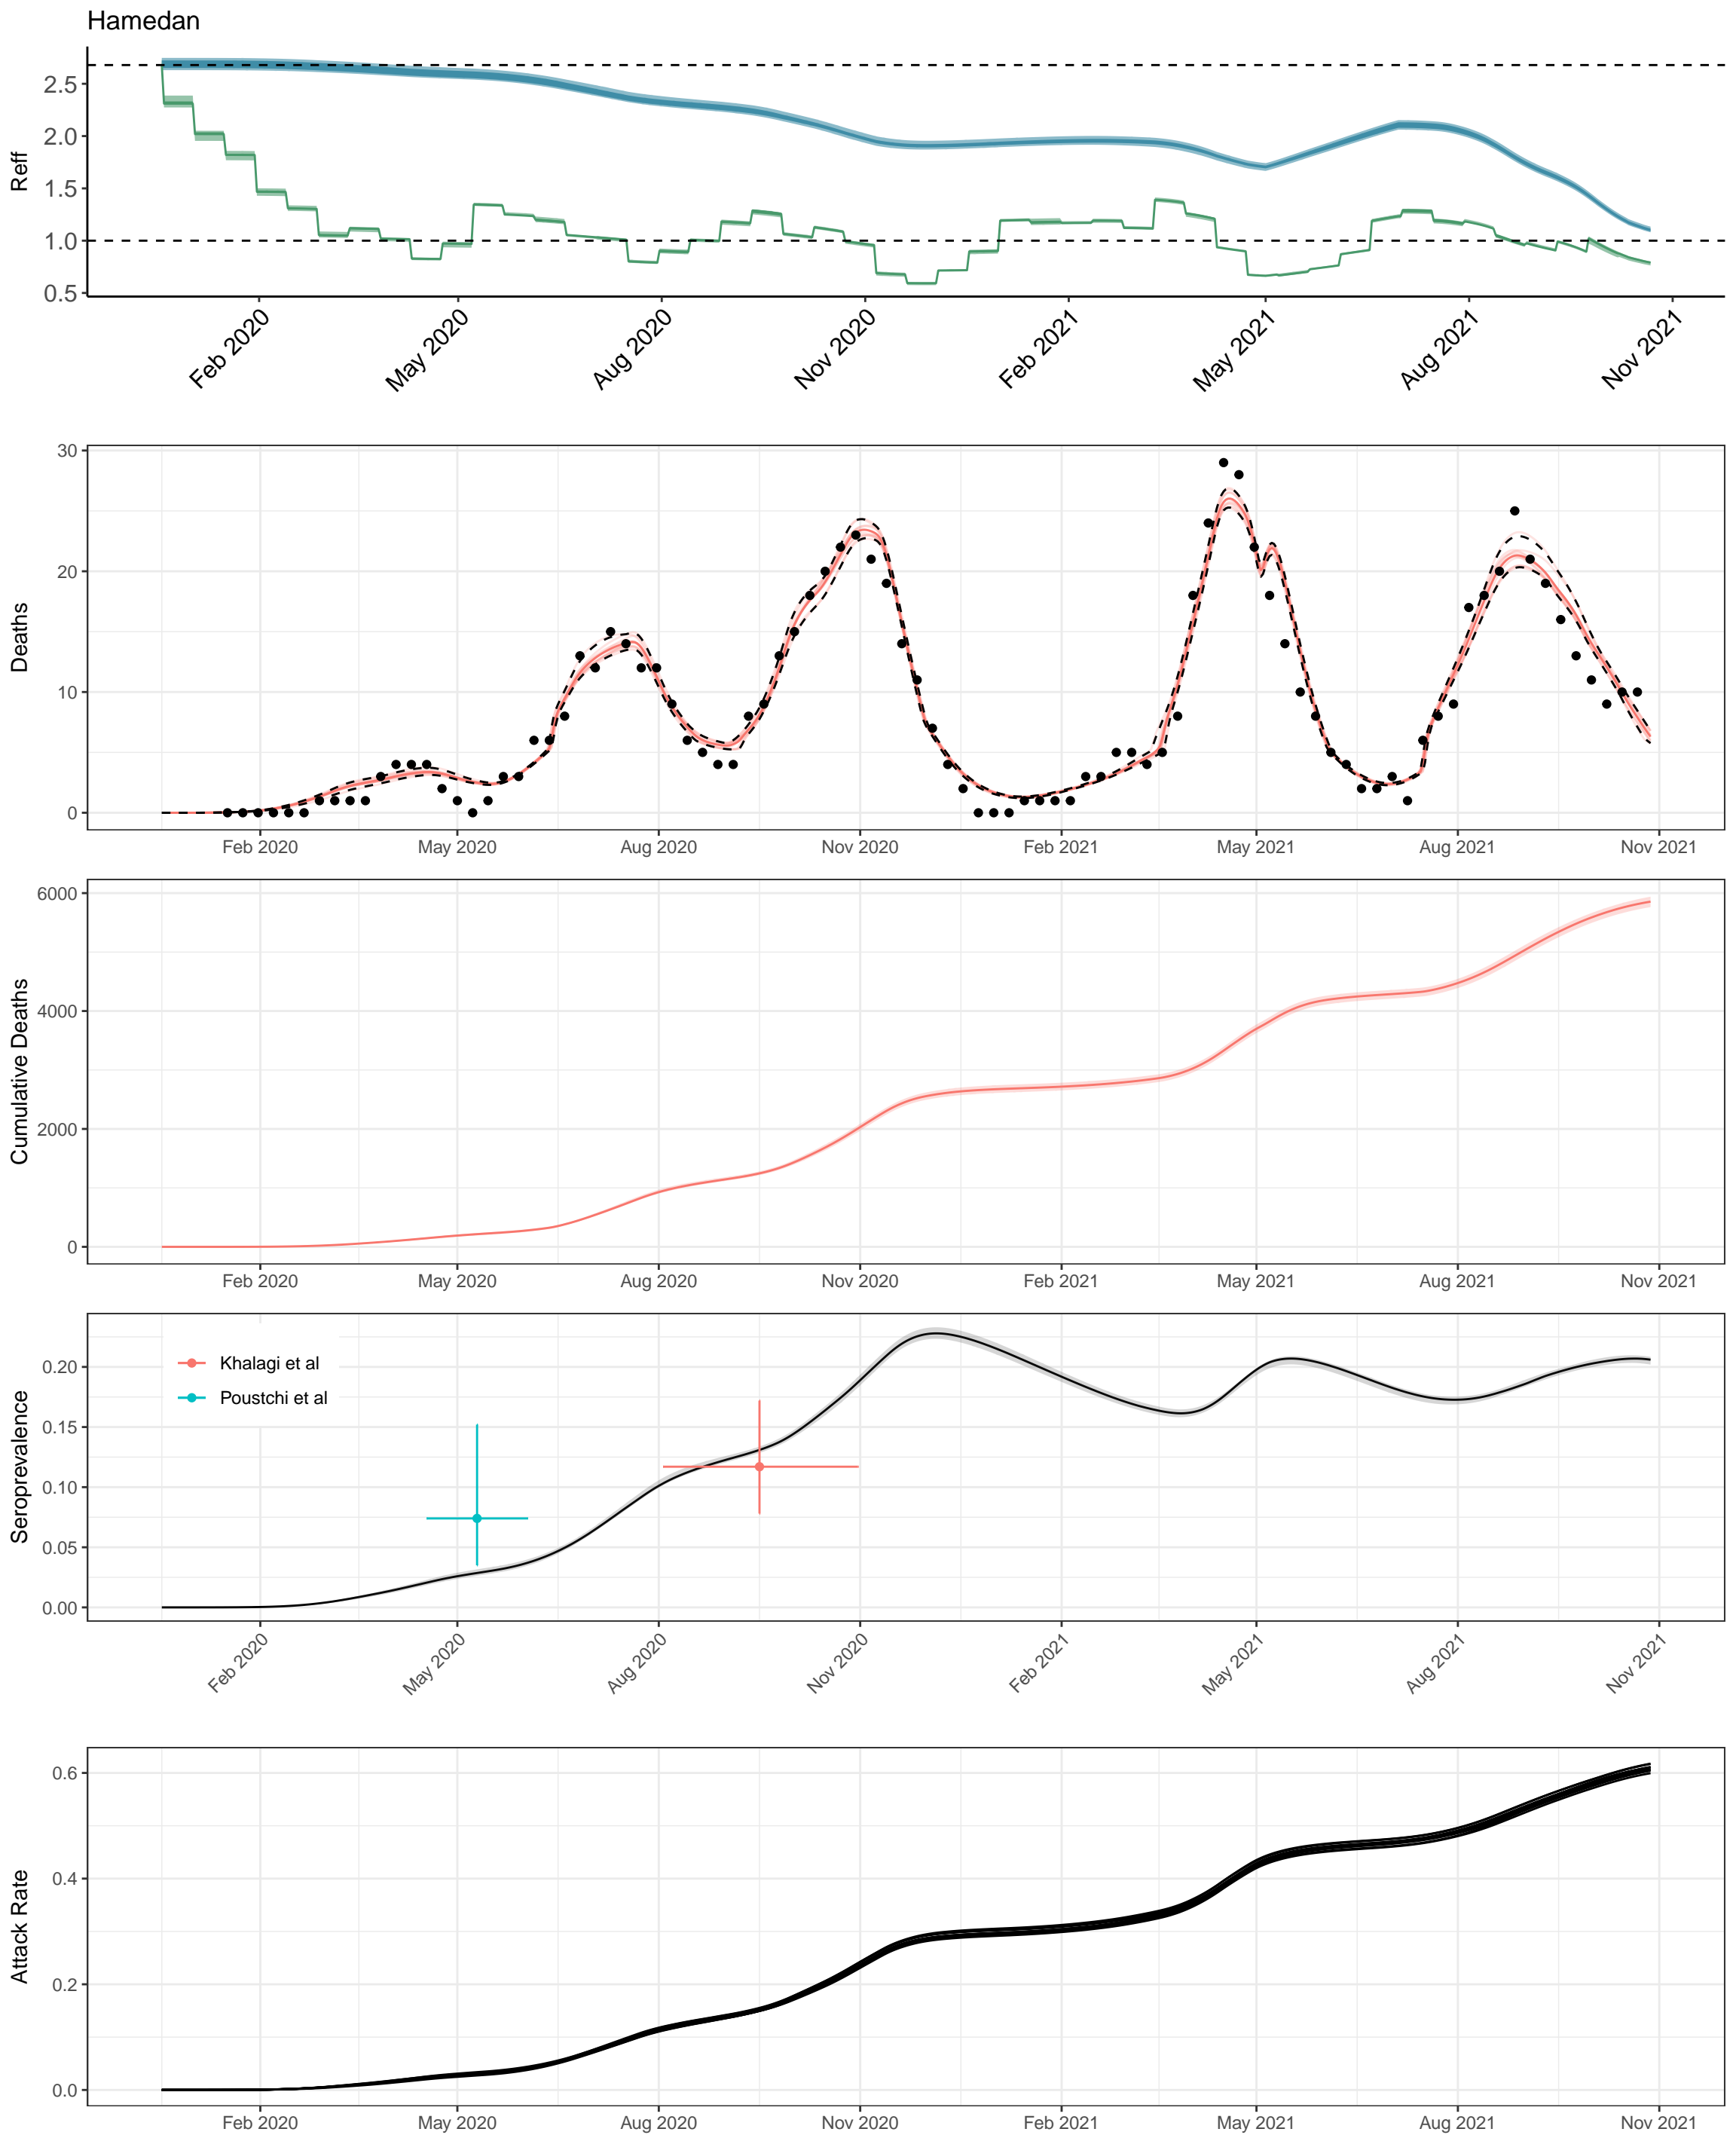 Hamedan
Reff
2.5
2.0
1.5
1.0
0.5
Feb 2020
May 2020
Aug 2020
Nov 2020
Feb 2021
May 2021
Aug 2021
Nov 2021
Deaths
30
20
10
0
Feb 2020
May 2020
Aug 2020
Nov 2020
Feb 2021
May 2021
Aug 2021
Nov 2021
Cumulative Deaths
6000
4000
2000
0
Feb 2020
May 2020
Aug 2020
Nov 2020
Feb 2021
May 2021
Aug 2021
Nov 2021
Seroprevalence
0.20
0.15
0.10
0.05
0.00
Khalagi et al
Poustchi et al
Feb 2020
May 2020
Aug 2020
Nov 2020
Feb 2021
May 2021
Aug 2021
Nov 2021
Attack Rate
0.6
0.4
0.2
0.0
Feb 2020
May 2020
Aug 2020
Nov 2020
Feb 2021
May 2021
Aug 2021
Nov 2021